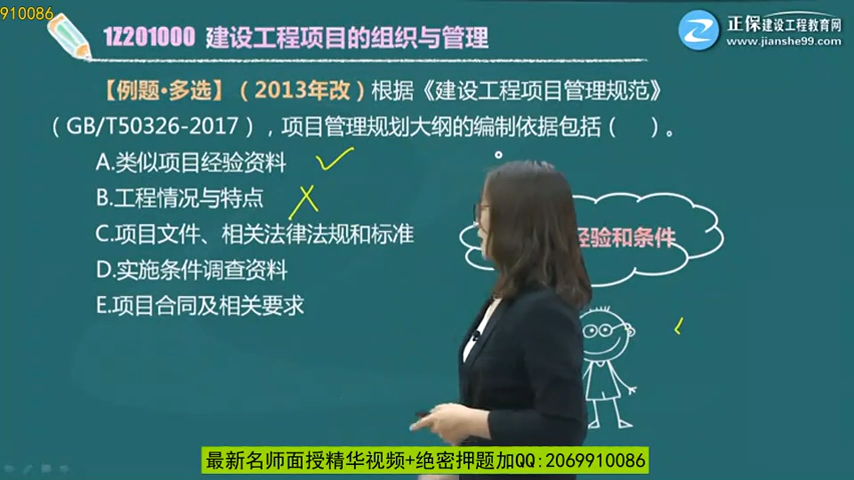 910086
1Z201000 建设工程项目的组织与管理
正保建设工程教育网
www.jianshe99.com
【例题·多选】（2013年改）根据《建设工程项目管理规范》
（GB/T50326-2017），项目管理规划大纲的编制依据包括（ ）。
A.类似项目经验资料
B.工程情况与特点
C.项目文件、相关法律法规和标准
D.实施条件调查资料
E.项目合同及相关要求
经验和条件
最新名师面授精华视频+绝密押题加QQ:2069910086